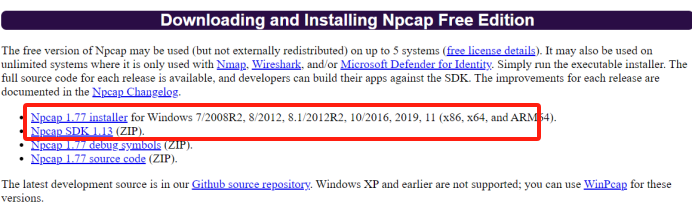 Downloading and Installing Npcap Free Edition
The free version of Npcap may be used (but not externally redistributed) on up to 5 systems (free license details). It may also be used on
unlimited systems where it is only used with Nmap, Wireshark, and/or Microsoft Defender for Identity. Simply run the executable installer. The
full source code for each release is available, and developers can build their apps against the SDK. The improvements for each release are
documented in the Npcap Changelog.
• Npcap 1.77 installer for Windows 7/2008R2, 8/2012, 8.1/2012R2, 10/2016, 2019, 11 (x86, x64, and ARM64).
• Npcap SDK 1.13 (ZIP).
• Npcap 1.77 debug symbols (ZIP).
• Npcap 1.77 source code (ZIP).
The latest development source is in our Github source repository. Windows XP and earlier are not supported; you can use WinPcap for these
versions.